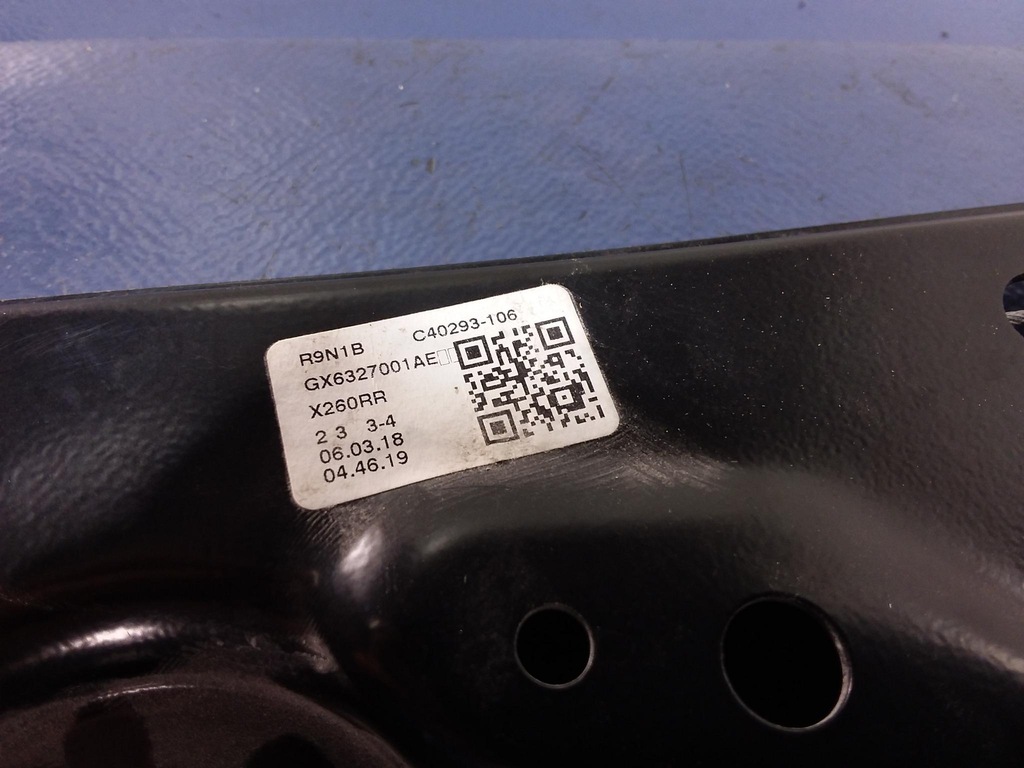 R9N1B C40293-106
GX6327001AE
X260RR
2 3 3-4
06.03.18
04.46.19